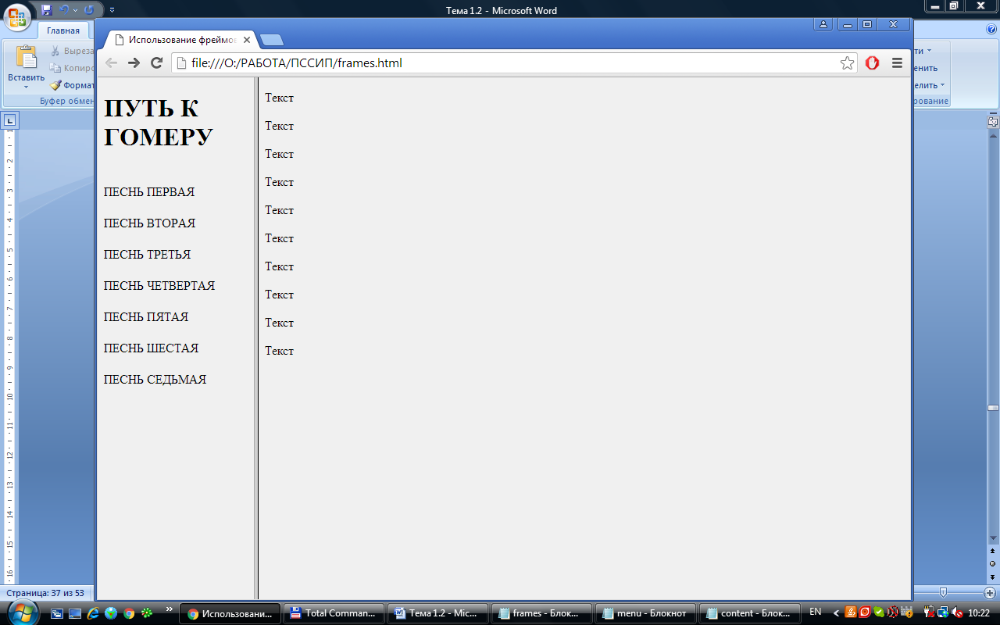 Тема 1.2 - Microsoft Word
Главная
Вставить
Выреза
Копиро
Формат
Буфер обмен
ти
енить
елить
рование
Использование фреймов
file:///O:/РАБОТА/ПССИП/frames.html
ПУТЬ К
ГОМЕРУ
ПЕСНЬ ПЕРВАЯ
ПЕСНЬ ВТОРАЯ
ПЕСНЬ ТРЕТЬЯ
ПЕСНЬ ЧЕТВЕРТАЯ
ПЕСНЬ ПЯТАЯ
ПЕСНЬ ШЕСТАЯ
ПЕСНЬ СЕДЬМАЯ
Текст
Текст
Текст
Текст
Текст
Текст
Текст
Текст
Текст
Текст
Страница: 37 из 53
Использовани...
Total Comman...
Тема 1.2 - Mic...
frames - Блок...
menu - Блокнот
content - Блок...
EN
10:22